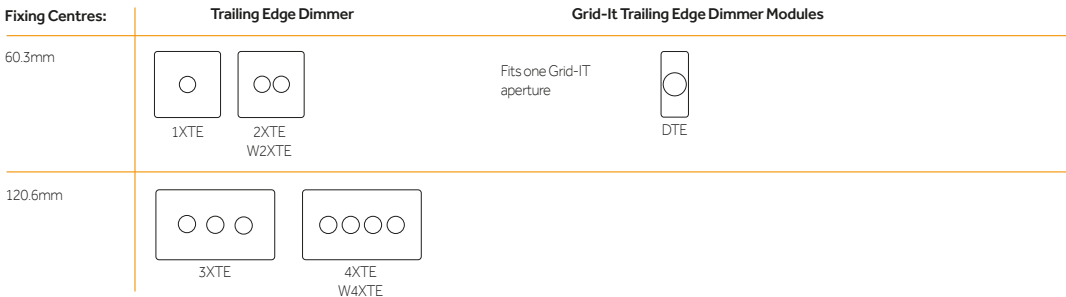 Fixing Centres:
Trailing Edge Dimmer
Grid-It Trailing Edge Dimmer Modules
60.3mm
1XTE
2XTE
W2XTE
Fits one Grid-IT
aperture
DTE
120.6mm
3XTE
4XTE
W4XTE